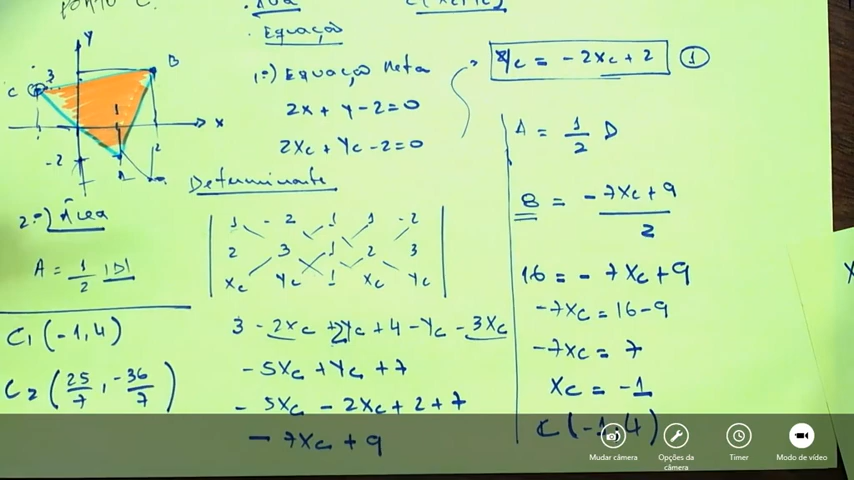 ponto C.
Equação
1º) Equação Reta
2x + y - 2 = 0
2xc + yc - 2 = 0
yc = -2xc + 2 ①
y
B
C 3
1
x
-2
2
A
2º) Área
A = 1/2 |D|
C1 (-1, 4)
C2 (25/7, -36/7)
Determinante
1 -2 1 1 -2
2 3 1 2 3
xc yc 1 xc yc
3 - 2xc + 2yc + 4 - yc - 3xc
-5xc + yc + 7
-5xc - 2xc + 2 + 7
-7xc + 9
A = 1/2 D
8 = -7xc + 9 / 2
16 = -7xc + 9
-7xc = 16 - 9
-7xc = 7
xc = -1
C (-1, 4)
x
Mudar câmera
Opções da câmera
Timer
Modo de vídeo